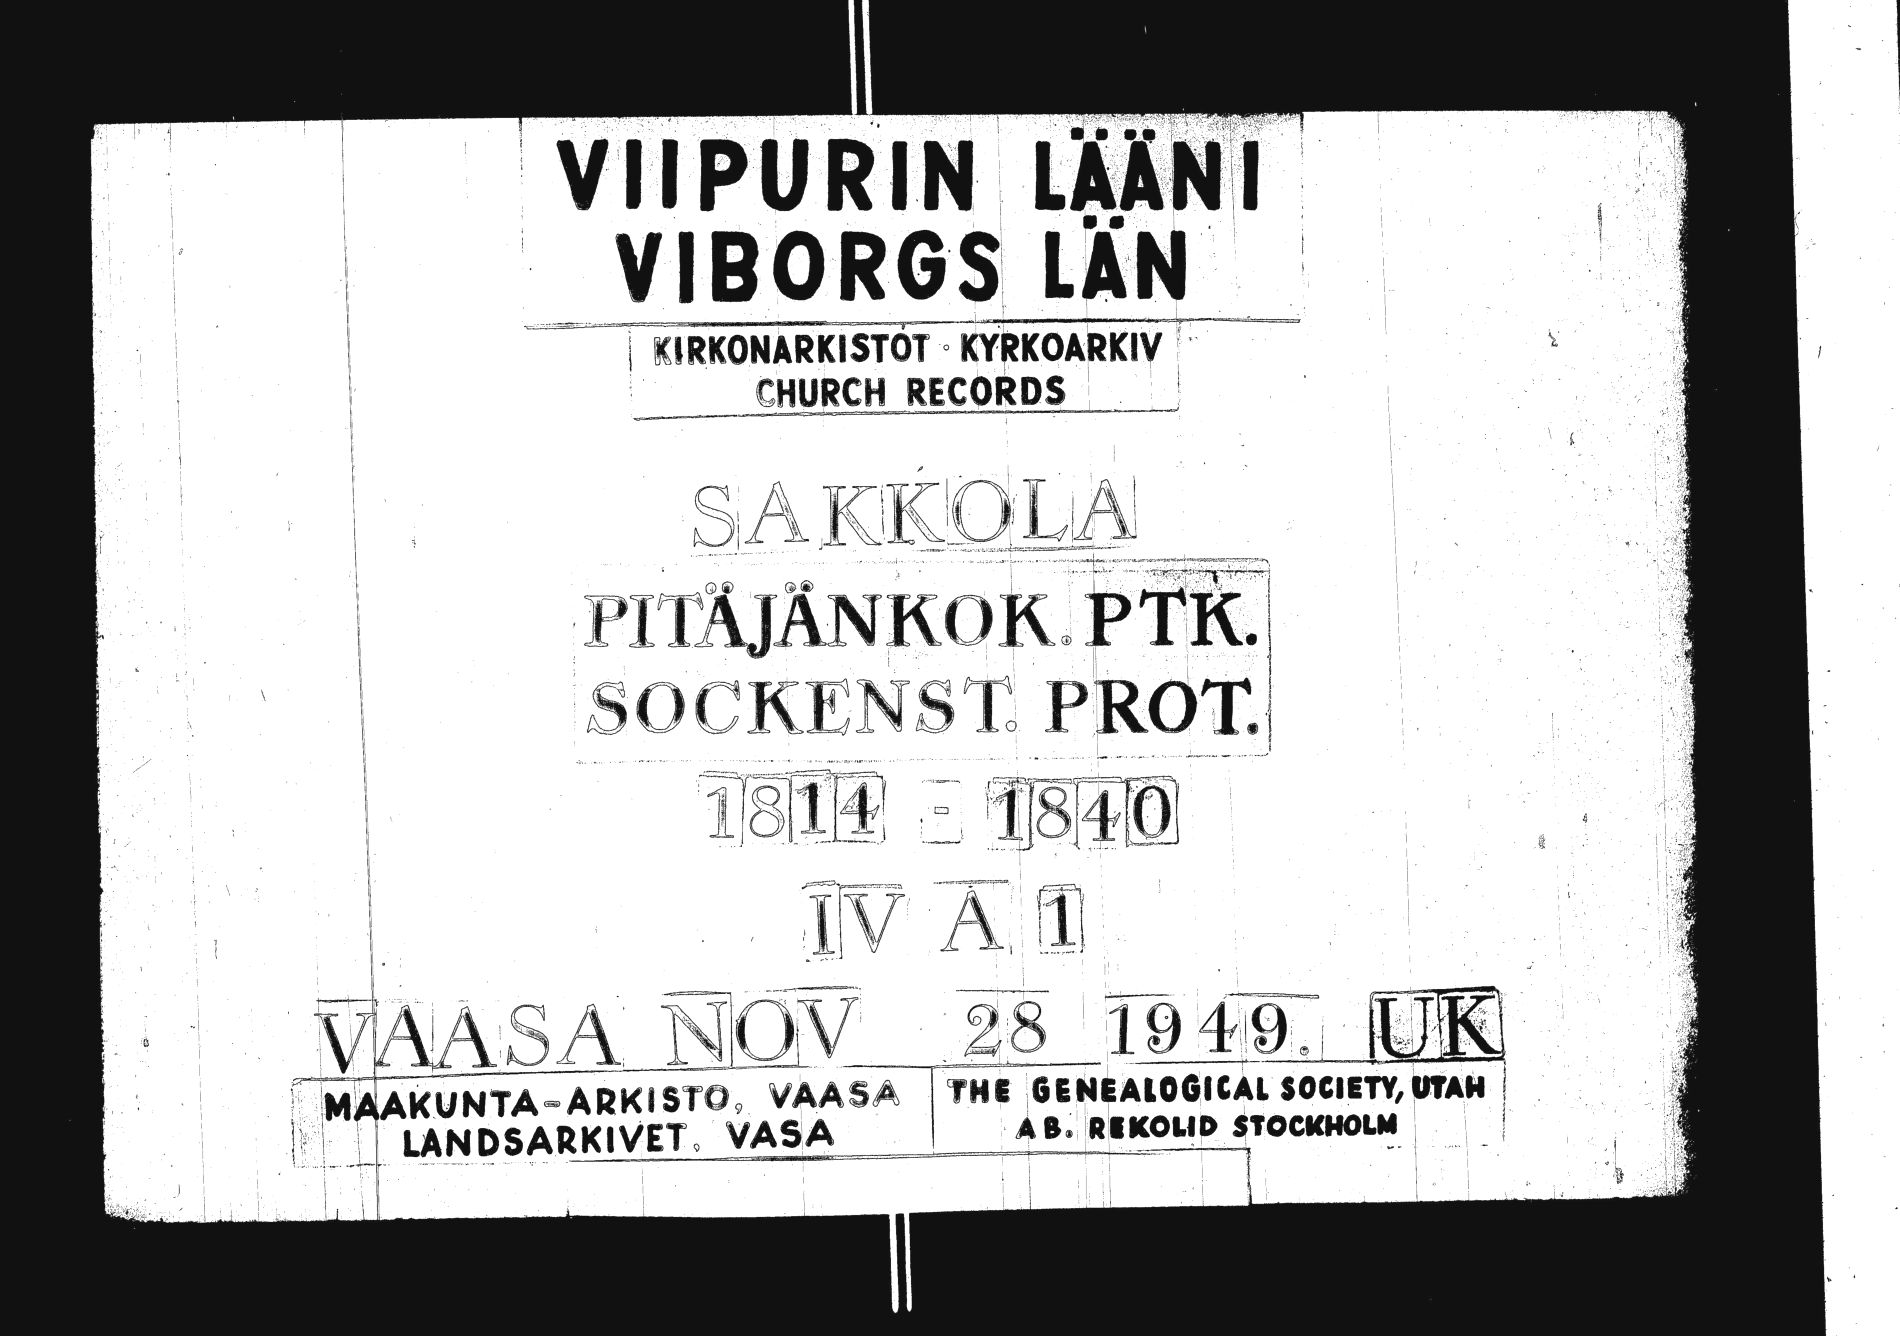 VIIPURIN LÄÄNI
VIBORGS LÄN
KIRKONARKISTOT · KYRKOARKIV
CHURCH RECORDS
SAKKOLA
PITÄJÄNKOK. PTK.
SOCKENST. PROT.
1814 - 1840
IV A 1
VAASA NOV 28 1949. UK
MAAKUNTA-ARKISTO, VAASA
LANDSARKIVET, VASA
THE GENEALOGICAL SOCIETY, UTAH
AB. REKOLID STOCKHOLM